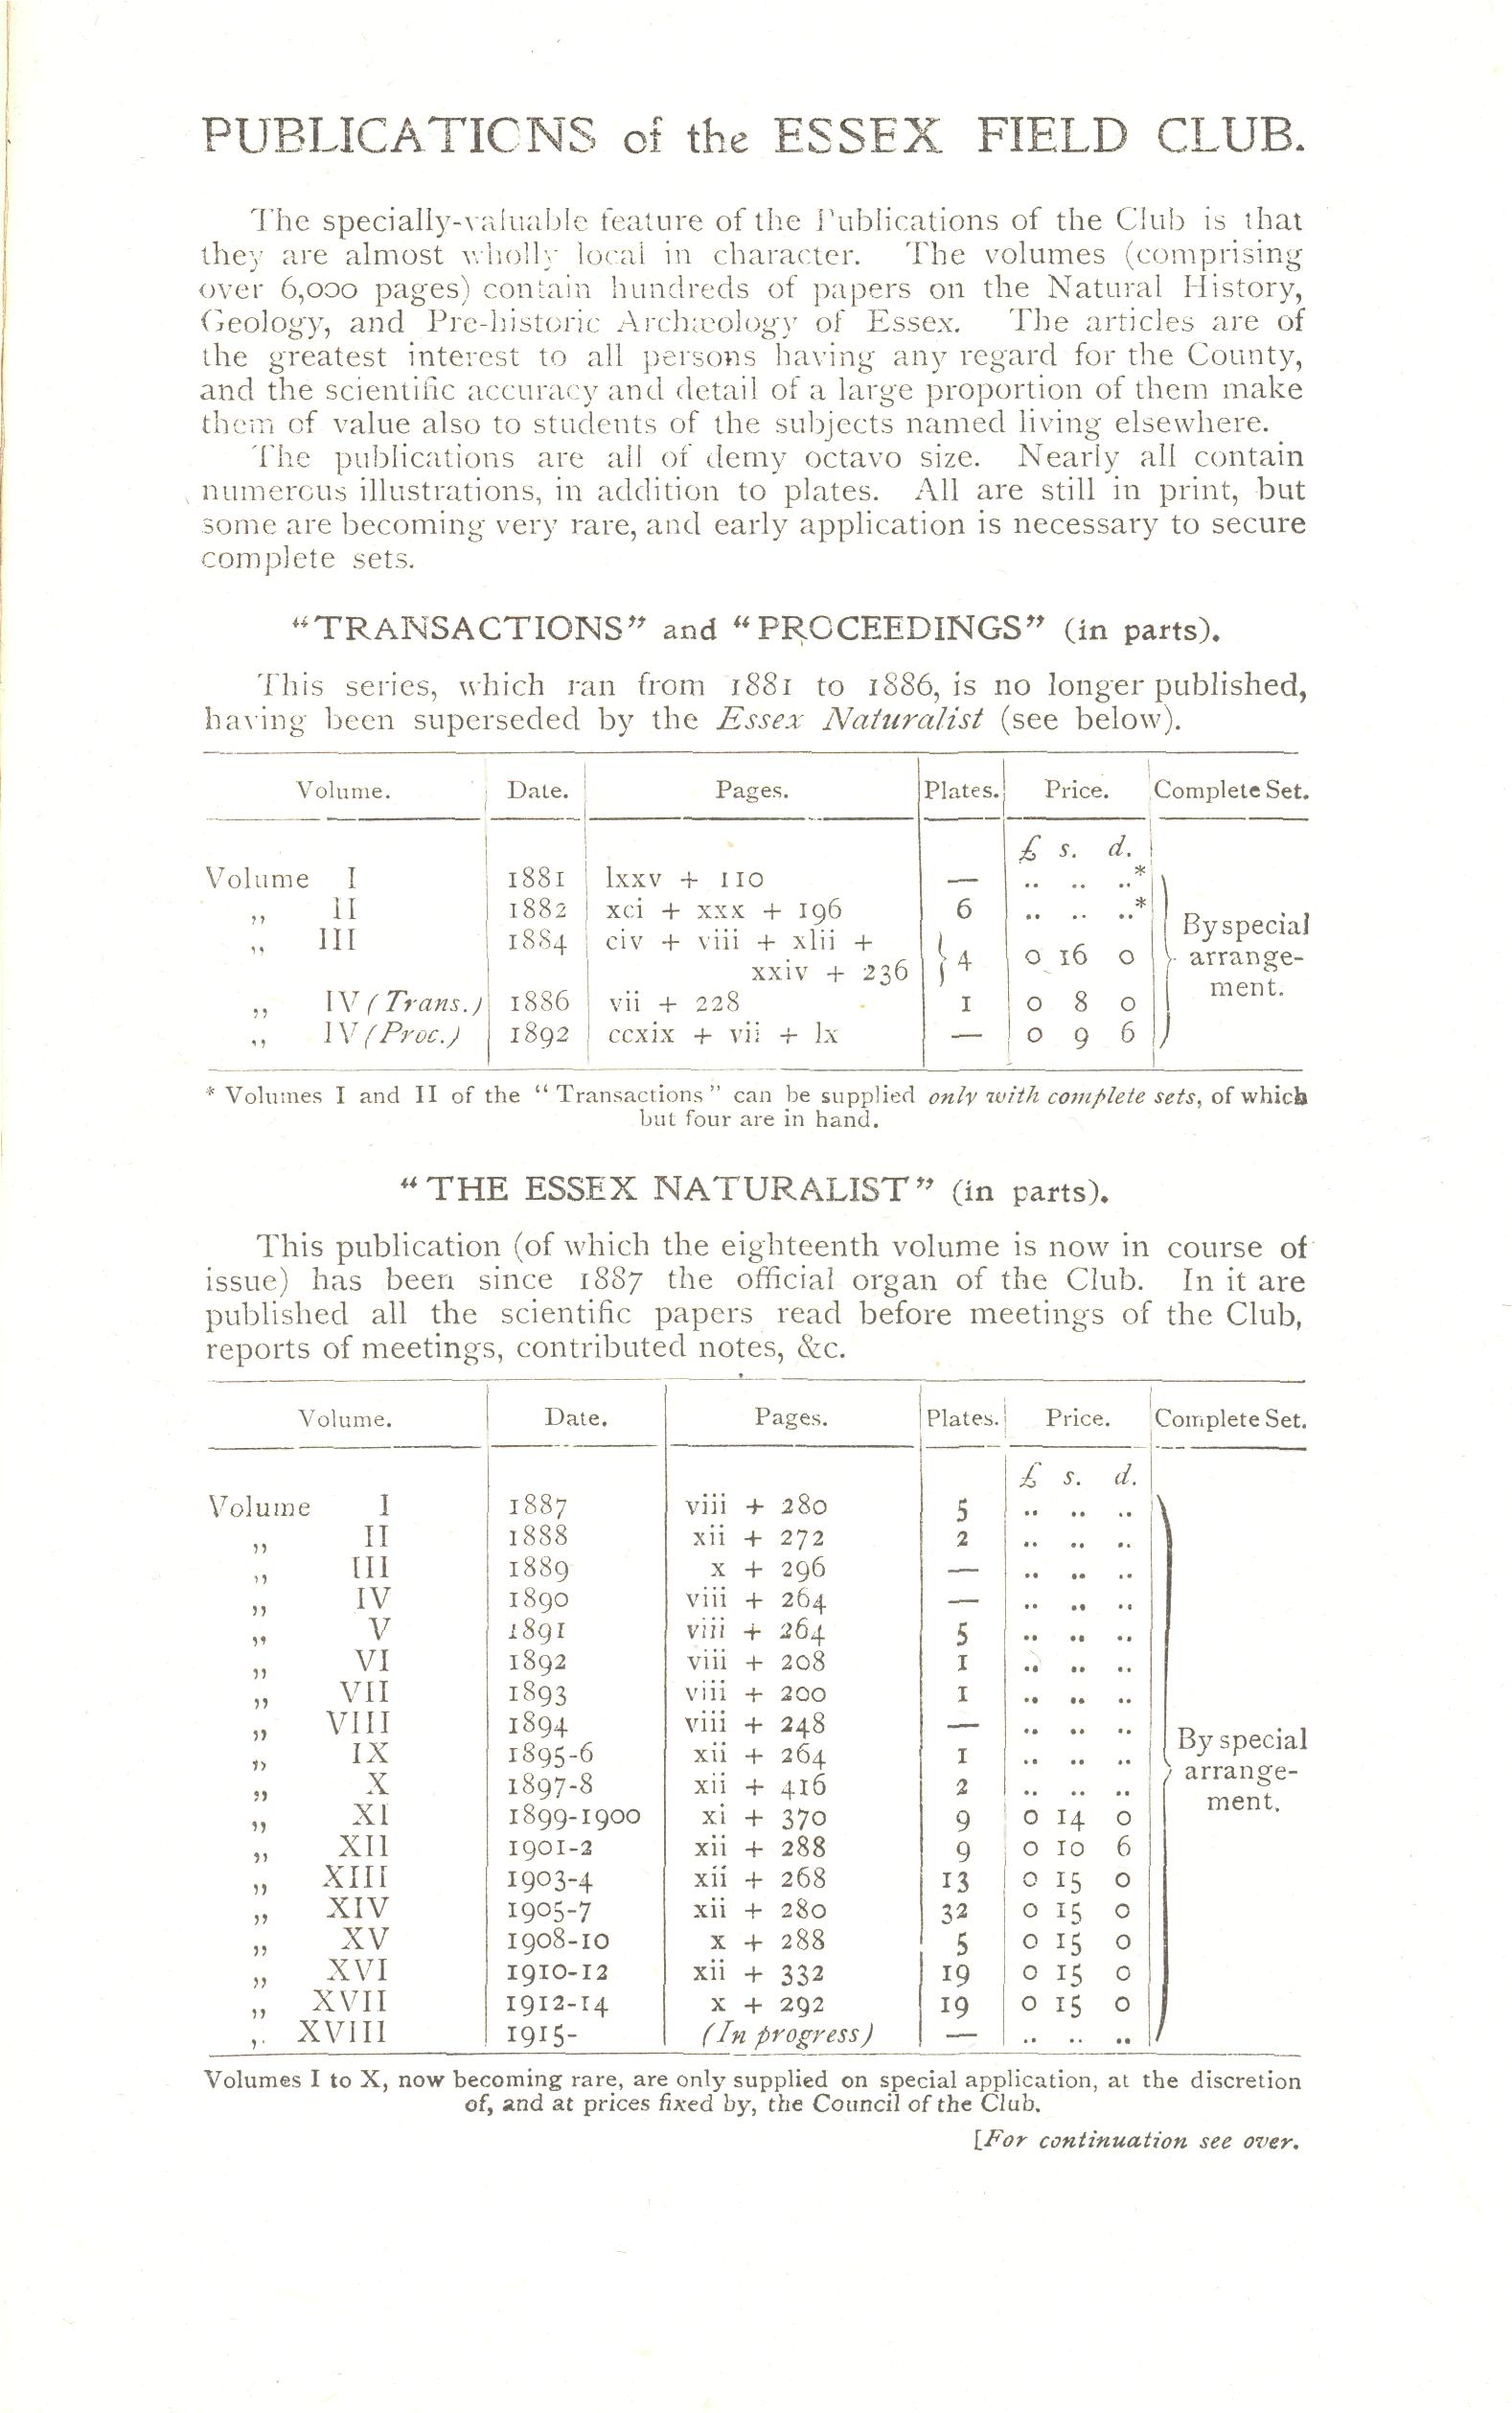 PUBLICATIONS of the ESSEX FIELD CLUB.
The specially-valuable feature of the Publications of the Club is that
they are almost wholly local in character. The volumes (comprising
over 6,000 pages) contain hundreds of papers on the Natural History,
Geology, and Pre-historic Archæology of Essex. The articles are of
the greatest interest to all persons having any regard for the County,
and the scientific accuracy and detail of a large proportion of them make
them of value also to students of the subjects named living elsewhere.
The publications are all of demy octavo size. Nearly all contain
numerous illustrations, in addition to plates. All are still in print, but
some are becoming very rare, and early application is necessary to secure
complete sets.
"TRANSACTIONS" and "PROCEEDINGS" (in parts).
This series, which ran from 1881 to 1886, is no longer published,
having been superseded by the Essex Naturalist (see below).
Volume. Date. Pages. Plates. Price. Complete Set.
£ s. d.
Volume I 1881 lxxv + 110 — .. .. ..*
„ II 1882 xci + xxx + 196 6 .. .. ..* By special
„ III 1884 civ + viii + xlii +
xxiv + 236 } 4 0 16 0 arrange-
„ IV (Trans.) 1886 vii + 228 1 0 8 0 ment.
„ IV (Proc.) 1892 ccxix + vii + lx — 0 9 6
* Volumes I and II of the "Transactions" can be supplied only with complete sets, of which
but four are in hand.
"THE ESSEX NATURALIST" (in parts).
This publication (of which the eighteenth volume is now in course of
issue) has been since 1887 the official organ of the Club. In it are
published all the scientific papers read before meetings of the Club,
reports of meetings, contributed notes, &c.
Volume. Date. Pages. Plates. Price. Complete Set.
£ s. d.
Volume I 1887 viii + 280 5 .. .. ..
„ II 1888 xii + 272 2 .. .. ..
„ III 1889 x + 296 — .. .. ..
„ IV 1890 viii + 264 — .. .. ..
„ V 1891 viii + 264 5 .. .. ..
„ VI 1892 viii + 208 1 .. .. ..
„ VII 1893 viii + 200 1 .. .. ..
„ VIII 1894 viii + 248 — .. .. .. By special
„ IX 1895-6 xii + 264 1 .. .. .. arrange-
„ X 1897-8 xii + 416 2 .. .. .. ment.
„ XI 1899-1900 xi + 370 9 0 14 0
„ XII 1901-2 xii + 288 9 0 10 6
„ XIII 1903-4 xii + 268 13 0 15 0
„ XIV 1905-7 xii + 280 32 0 15 0
„ XV 1908-10 x + 288 5 0 15 0
„ XVI 1910-12 xii + 332 19 0 15 0
„ XVII 1912-14 x + 292 19 0 15 0
„ XVIII 1915- (In progress) — .. .. ..
Volumes I to X, now becoming rare, are only supplied on special application, at the discretion
of, and at prices fixed by, the Council of the Club.
[For continuation see over.